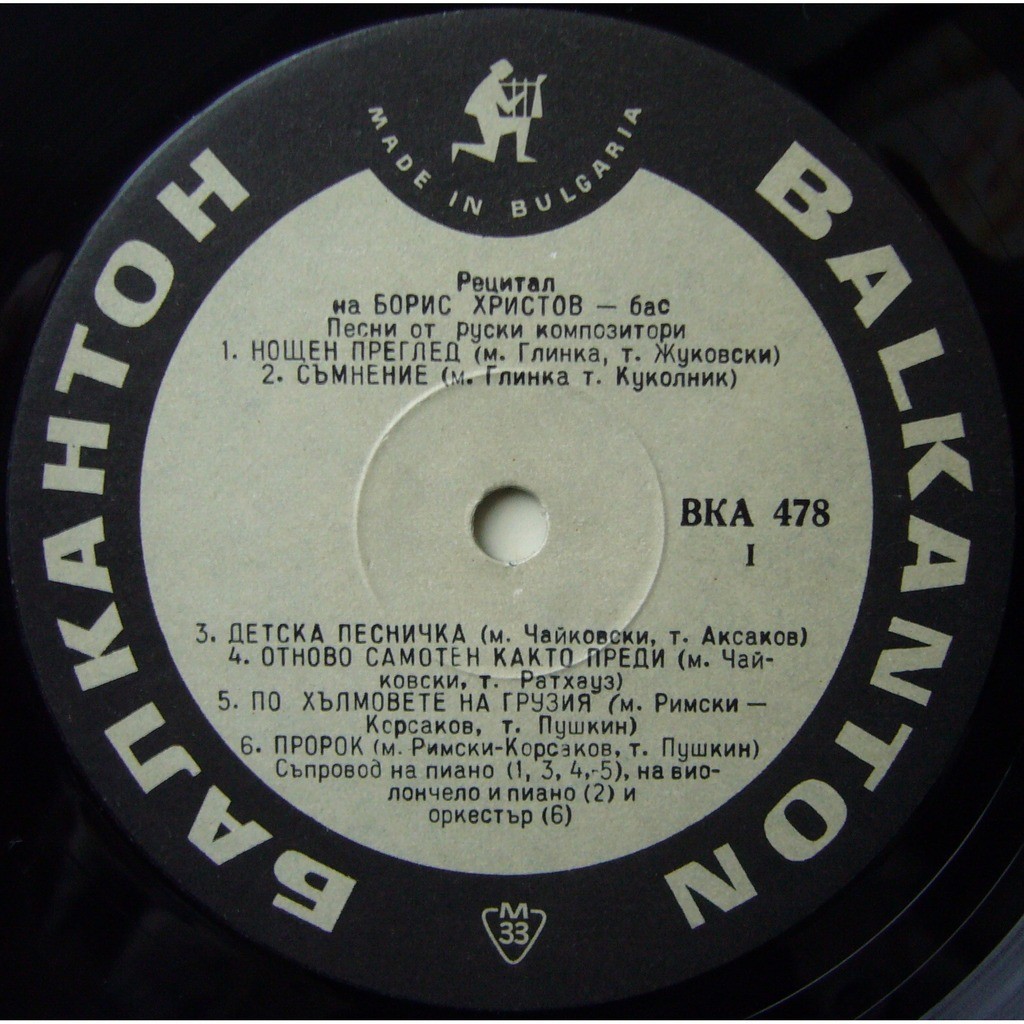 MADE IN BULGARIA
БАЛКАНТОН
BALKANTON
Рецитал
на БОРИС ХРИСТОВ — бас
Песни от руски композитори
1. НОЩЕН ПРЕГЛЕД (м. Глинка, т. Жуковски)
2. СЪМНЕНИЕ (м. Глинка т. Куколник)
ВКА 478
I
3. ДЕТСКА ПЕСНИЧКА (м. Чайковски, т. Аксаков)
4. ОТНОВО САМОТЕН КАКТО ПРЕДИ (м. Чай-
ковски, т. Ратхауз)
5. ПО ХЪЛМОВЕТЕ НА ГРУЗИЯ (м. Римски —
Корсаков, т. Пушкин)
6. ПРОРОК (м. Римски-Корсаков, т. Пушкин)
Съпровод на пиано (1, 3, 4,-5), на вио-
лончело и пиано (2) и
оркестър (6)
М
33